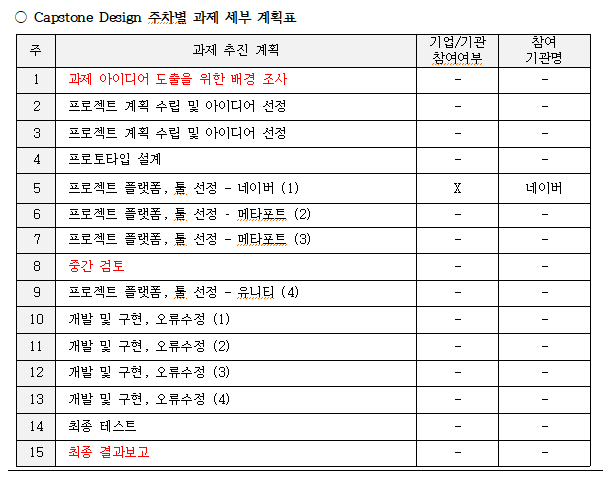 ○ Capstone Design 주차별 과제 세부 계획표
주 과제 추진 계획 기업/기관 참여여부 참여 기관명
1 과제 아이디어 도출을 위한 배경 조사 - -
2 프로젝트 계획 수립 및 아이디어 선정 - -
3 프로젝트 계획 수립 및 아이디어 선정 - -
4 프로토타입 설계 - -
5 프로젝트 플랫폼, 툴 선정 - 네이버 (1) X 네이버
6 프로젝트 플랫폼, 툴 선정 - 메타포트 (2) - -
7 프로젝트 플랫폼, 툴 선정 - 메타포트 (3) - -
8 중간 검토 - -
9 프로젝트 플랫폼, 툴 선정 - 유니티 (4) - -
10 개발 및 구현, 오류수정 (1) - -
11 개발 및 구현, 오류수정 (2) - -
12 개발 및 구현, 오류수정 (3) - -
13 개발 및 구현, 오류수정 (4) - -
14 최종 테스트 - -
15 최종 결과보고 - -